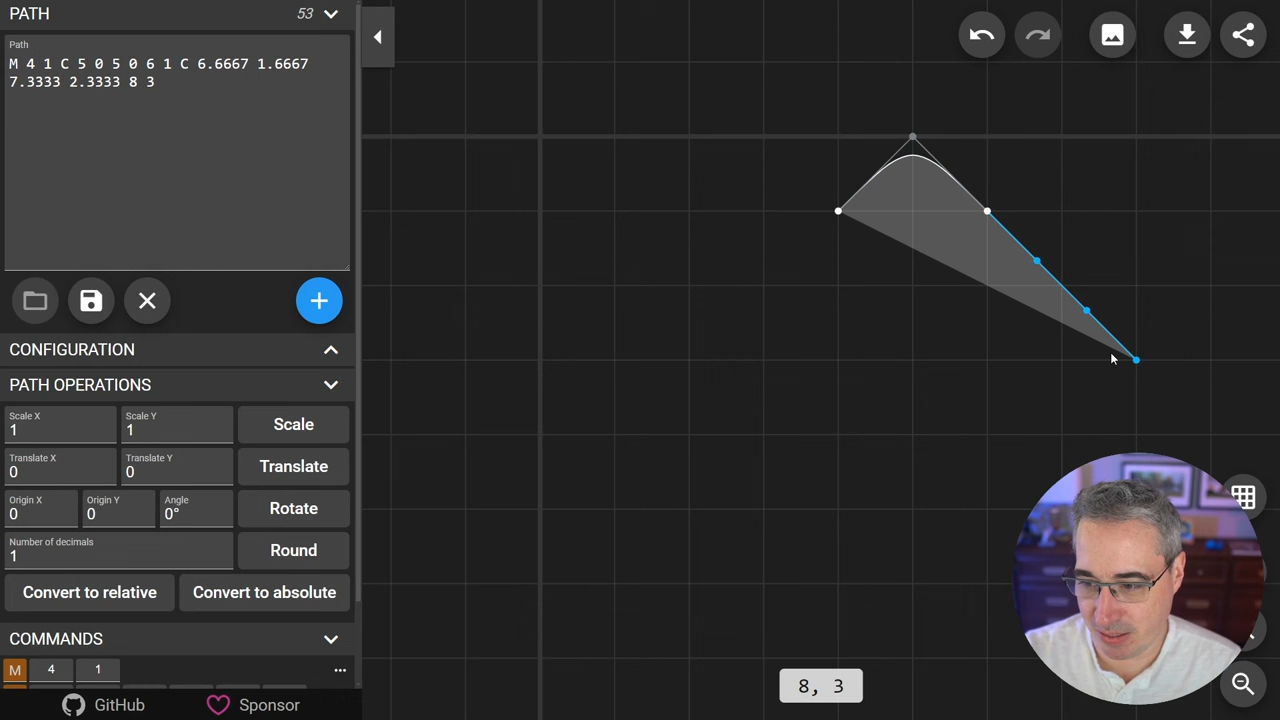 PATH 53
Path
M 4 1 C 5 0 5 0 6 1 C 6.6667 1.6667
7.3333 2.3333 8 3
CONFIGURATION
PATH OPERATIONS
Scale X Scale Y
1 1 Scale
Translate X Translate Y
0 0 Translate
Origin X Origin Y Angle
0 0 0° Rotate
Number of decimals
1 Round
Convert to relative Convert to absolute
COMMANDS
M 4 1
GitHub Sponsor
8, 3